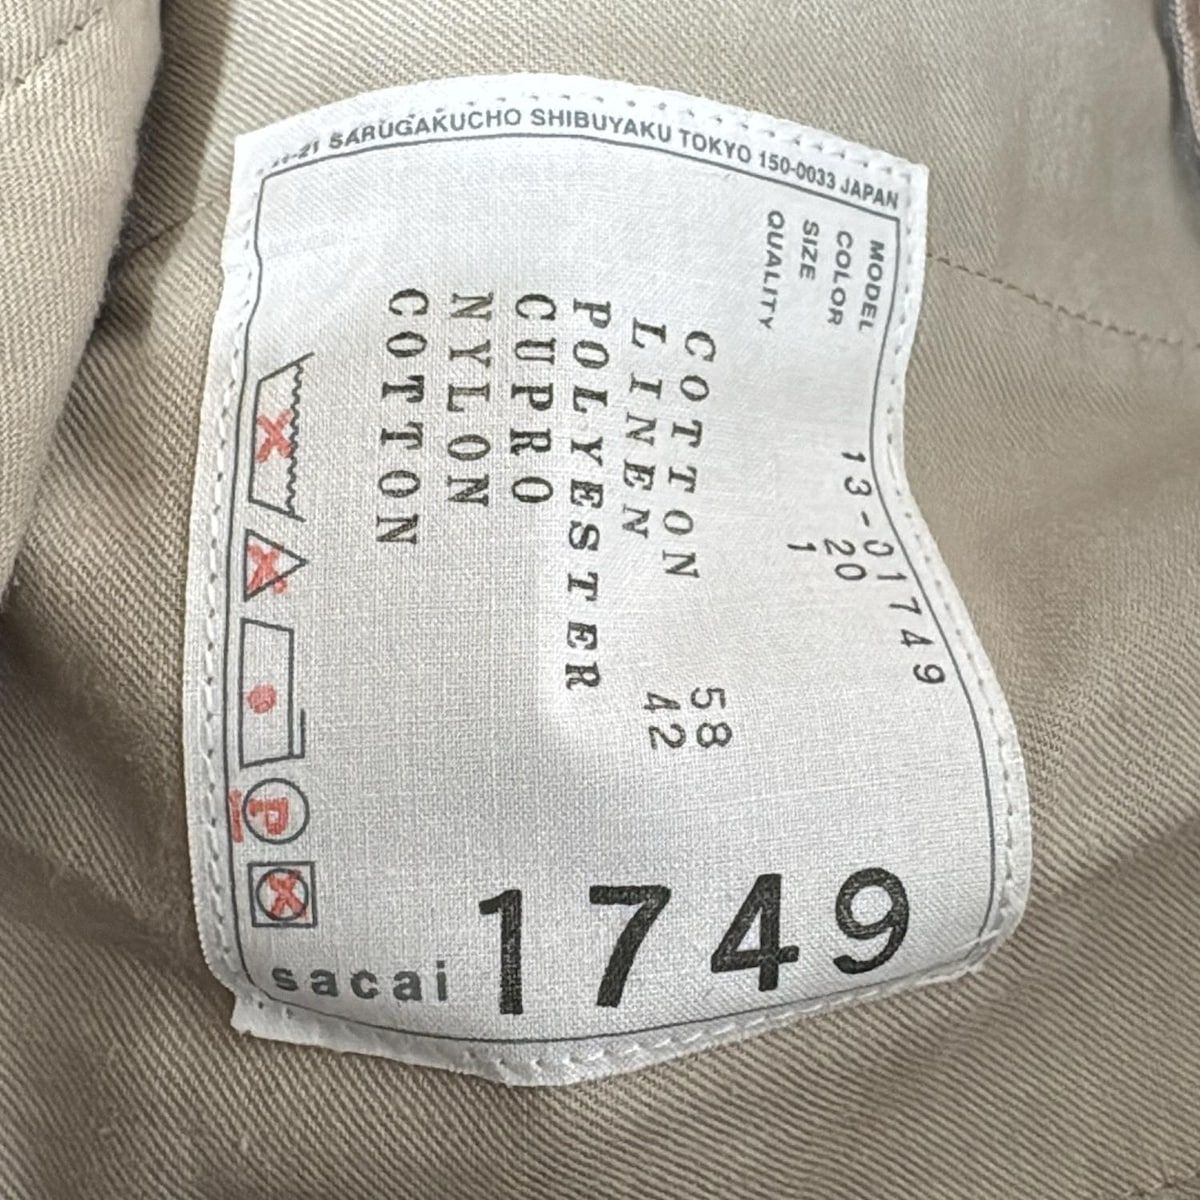 SARUGAKUCHO SHIBUYAKU TOKYO 150-0033 JAPAN
MODEL 13-01749
COLOR 20
SIZE 1
QUALITY
COTTON 58
LINEN 42
POLYESTER
CUPRO
NYLON
COTTON
P
sacai
1749